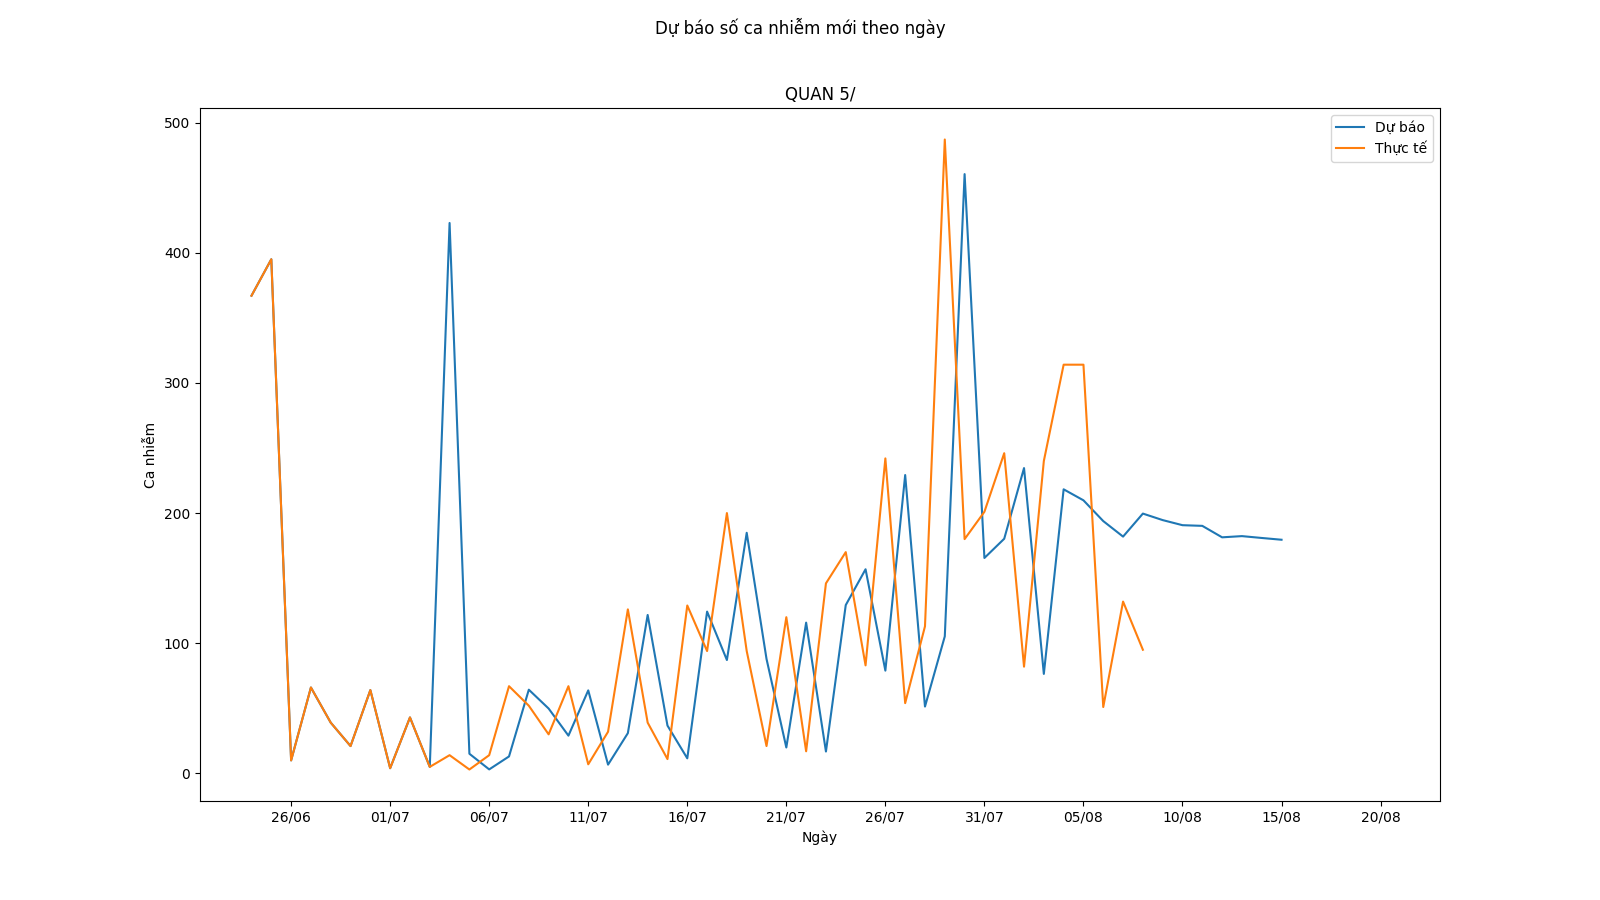 Dự báo số ca nhiễm mới theo ngày
QUAN 5/
Dự báo
Thực tế
500
400
300
200
100
0
Ca nhiễm
26/06 01/07 06/07 11/07 16/07 21/07 26/07 31/07 05/08 10/08 15/08 20/08
Ngày